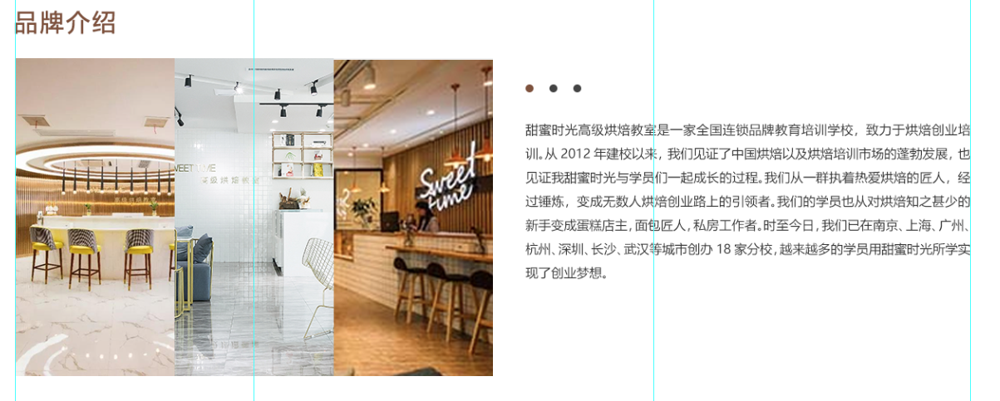 品牌介绍
SWEET TIME
高级烘焙教室
Sweet
time
甜蜜时光高级烘焙教室是一家全国连锁品牌教育培训学校，致力于烘焙创业培
训。从 2012 年建校以来，我们见证了中国烘焙以及烘焙培训市场的蓬勃发展，也
见证我甜蜜时光与学员们一起成长的过程。我们从一群执着热爱烘焙的匠人，经
过锤炼，变成无数人烘焙创业路上的引领者。我们的学员也从对烘焙知之甚少的
新手变成蛋糕店主，面包匠人，私房工作者。时至今日，我们已在南京、上海、广州、
杭州、深圳、长沙、武汉等城市创办 18 家分校，越来越多的学员用甜蜜时光所学实
现了创业梦想。